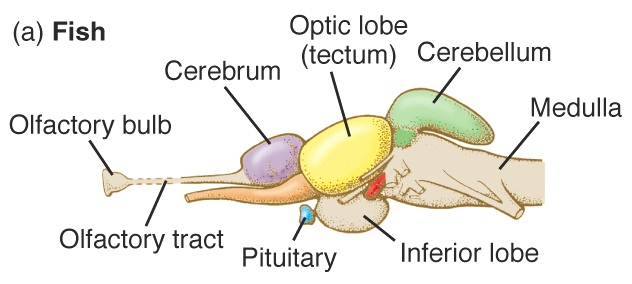 (a) Fish
Optic lobe
(tectum)
Cerebellum
Cerebrum
Medulla
Olfactory bulb
Olfactory tract
Pituitary
Inferior lobe